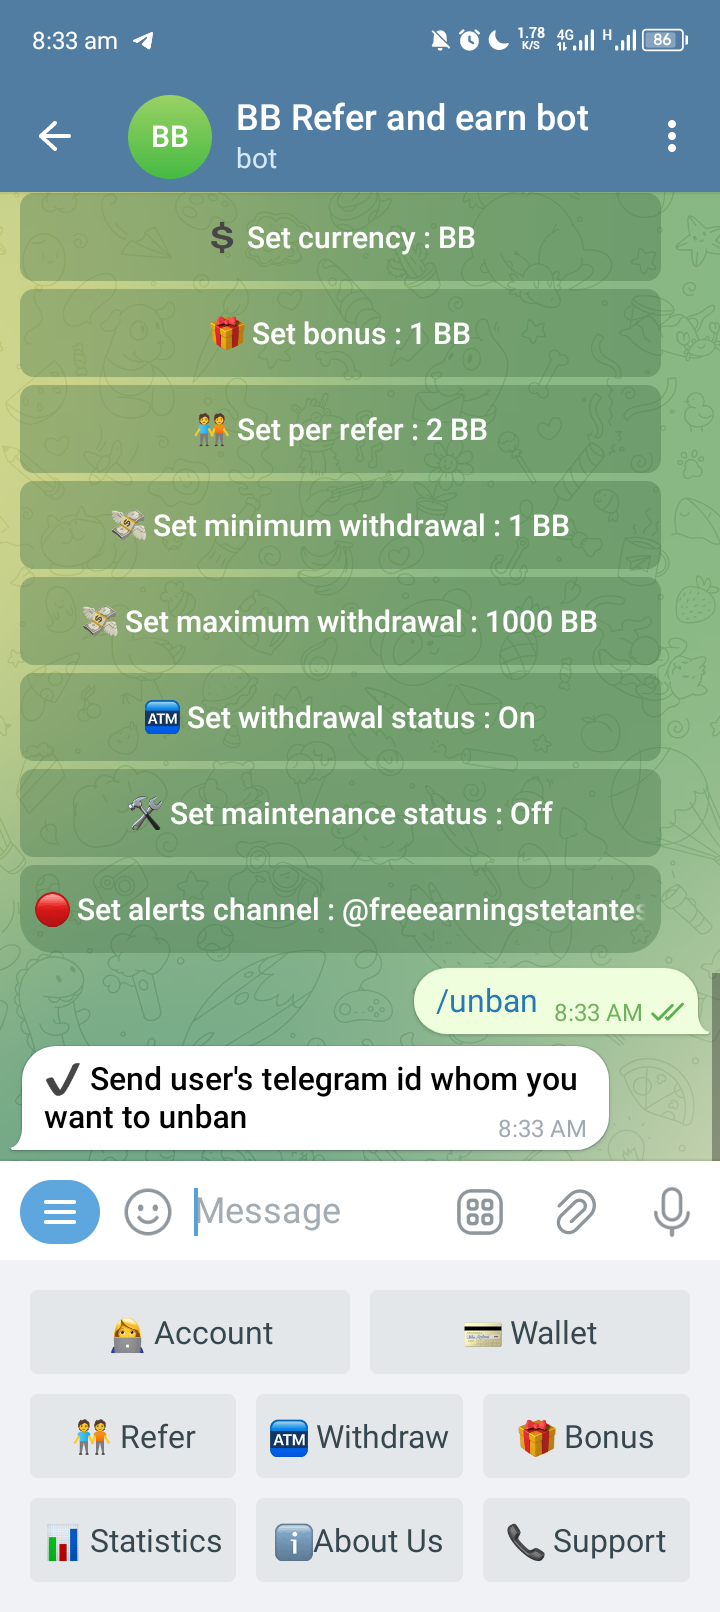 8:33 am
1.78 K/S 4G H 86
BB
BB Refer and earn bot
bot
$ Set currency : BB
Set bonus : 1 BB
Set per refer : 2 BB
Set minimum withdrawal : 1 BB
Set maximum withdrawal : 1000 BB
ATM Set withdrawal status : On
Set maintenance status : Off
Set alerts channel : @freeearningstetantes
/unban 8:33 AM
✔ Send user's telegram id whom you
want to unban
8:33 AM
Message
Account
Wallet
Refer
ATM Withdraw
Bonus
Statistics
i About Us
Support